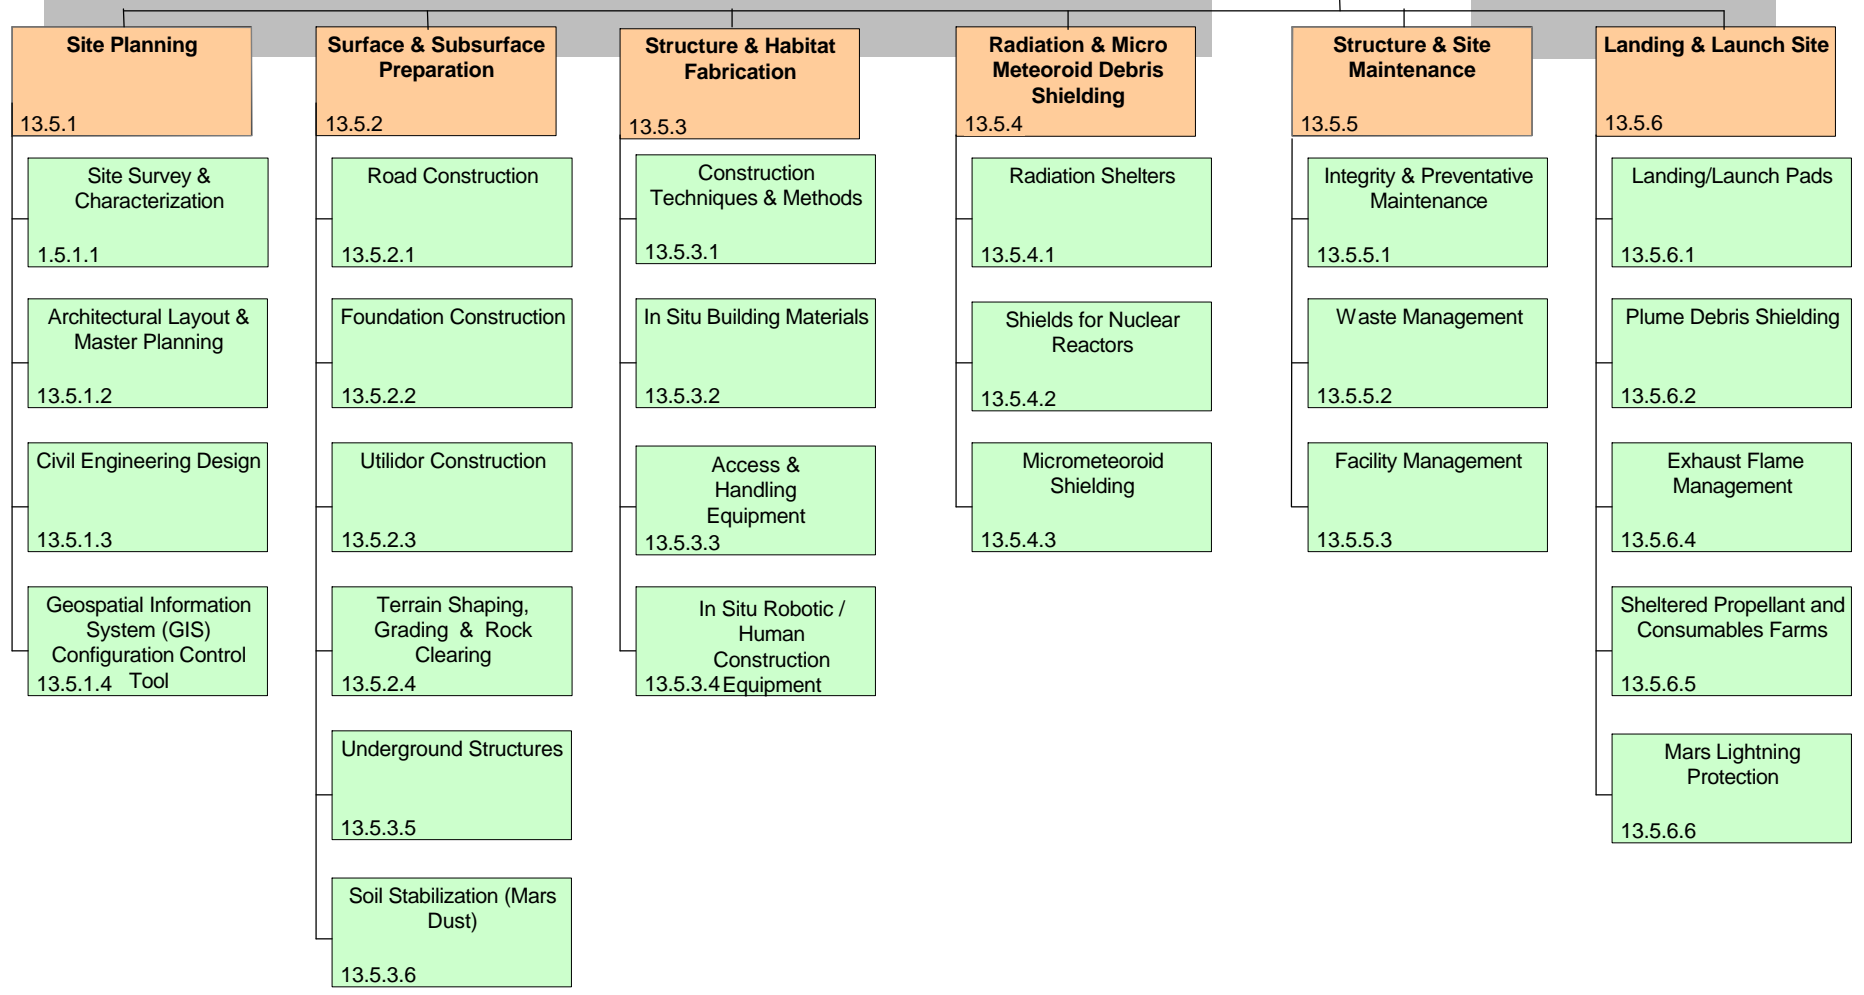 Site Planning
13.5.1
Site Survey &
Characterization
1.5.1.1
Architectural Layout &
Master Planning
13.5.1.2
Civil Engineering Design
13.5.1.3
Geospatial Information
System (GIS)
Configuration Control
13.5.1.4 Tool
Surface & Subsurface
Preparation
13.5.2
Road Construction
13.5.2.1
Foundation Construction
13.5.2.2
Utilidor Construction
13.5.2.3
Terrain Shaping,
Grading & Rock
Clearing
13.5.2.4
Underground Structures
13.5.3.5
Soil Stabilization (Mars
Dust)
13.5.3.6
Structure & Habitat
Fabrication
13.5.3
Construction
Techniques & Methods
13.5.3.1
In Situ Building Materials
13.5.3.2
Access &
Handling
Equipment
13.5.3.3
In Situ Robotic /
Human
Construction
13.5.3.4 Equipment
Radiation & Micro
Meteoroid Debris
Shielding
13.5.4
Radiation Shelters
13.5.4.1
Shields for Nuclear
Reactors
13.5.4.2
Micrometeoroid
Shielding
13.5.4.3
Structure & Site
Maintenance
13.5.5
Integrity & Preventative
Maintenance
13.5.5.1
Waste Management
13.5.5.2
Facility Management
13.5.5.3
Landing & Launch Site
13.5.6
Landing/Launch Pads
13.5.6.1
Plume Debris Shielding
13.5.6.2
Exhaust Flame
Management
13.5.6.4
Sheltered Propellant and
Consumables Farms
13.5.6.5
Mars Lightning
Protection
13.5.6.6